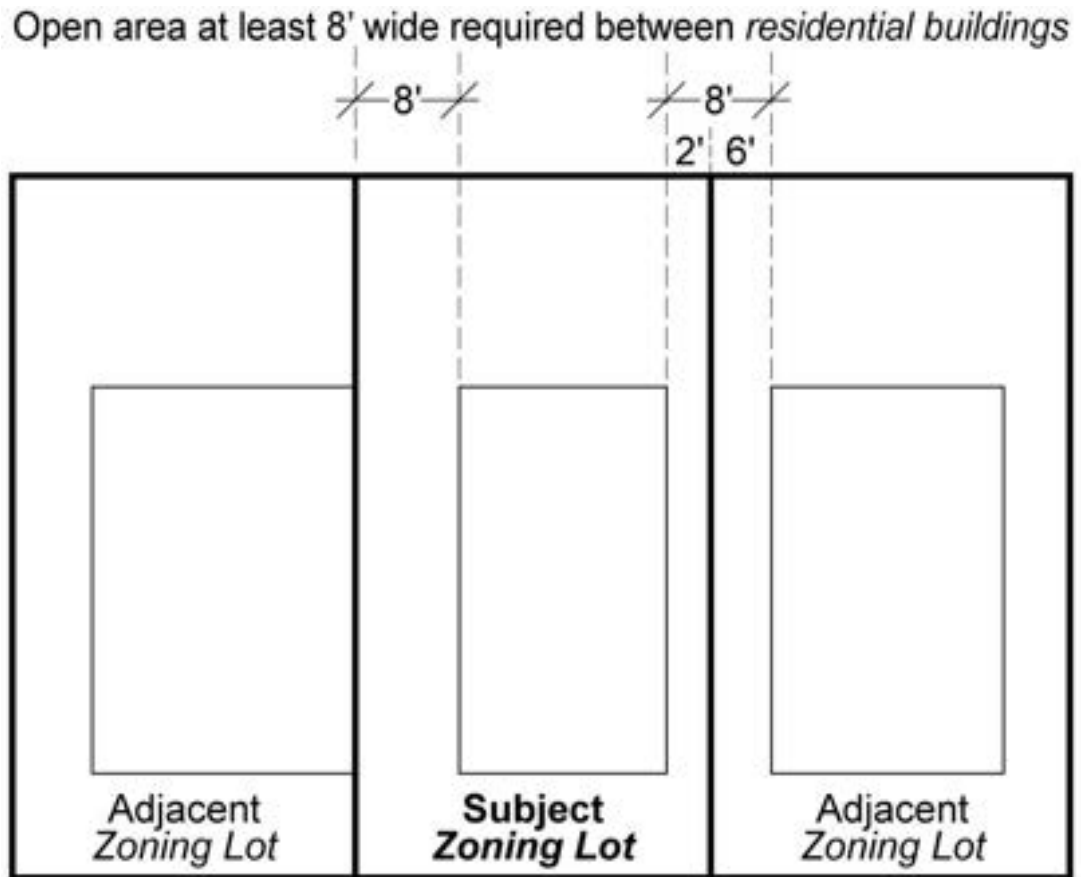 Open area at least 8' wide required between residential buildings
8' 8'
2' 6'
Adjacent Subject Adjacent
Zoning Lot Zoning Lot Zoning Lot